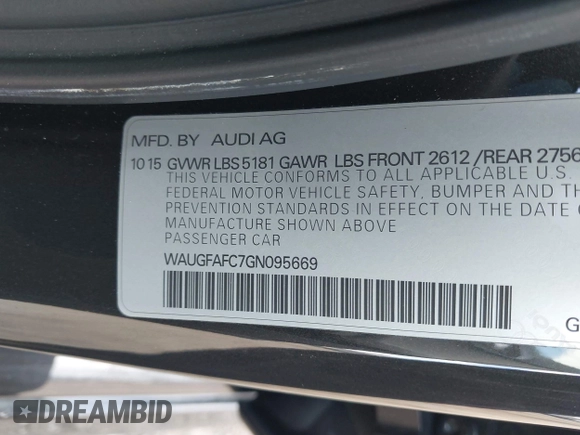 MFD. BY AUDI AG
10 15 GVWR LBS 5181 GAWR LBS FRONT 2612 /REAR 2756
THIS VEHICLE CONFORMS TO ALL APPLICABLE U.S.
FEDERAL MOTOR VEHICLE SAFETY, BUMPER AND TH
PREVENTION STANDARDS IN EFFECT ON THE DATE O
MANUFACTURE SHOWN ABOVE
PASSENGER CAR
WAUGFAFC7GN095669
G
DREAMBID